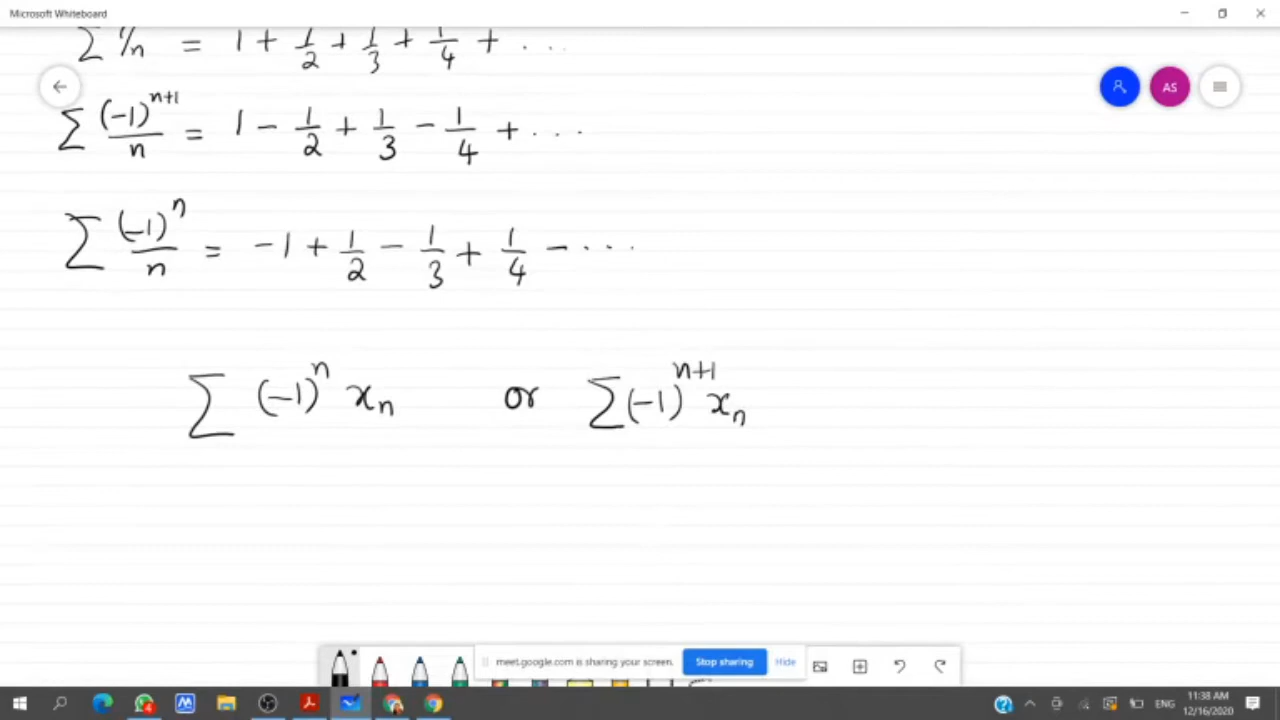 Microsoft Whiteboard
∑ 1/n = 1 + 1/2 + 1/3 + 1/4 + ...
AS
∑ (-1)^{n+1}/n = 1 - 1/2 + 1/3 - 1/4 + ...
∑ (-1)^n/n = -1 + 1/2 - 1/3 + 1/4 - ...
∑ (-1)^n x_n or ∑ (-1)^{n+1} x_n
meet.google.com is sharing your screen. Stop sharing Hide
4 ENG 11:38 AM
12/16/2020